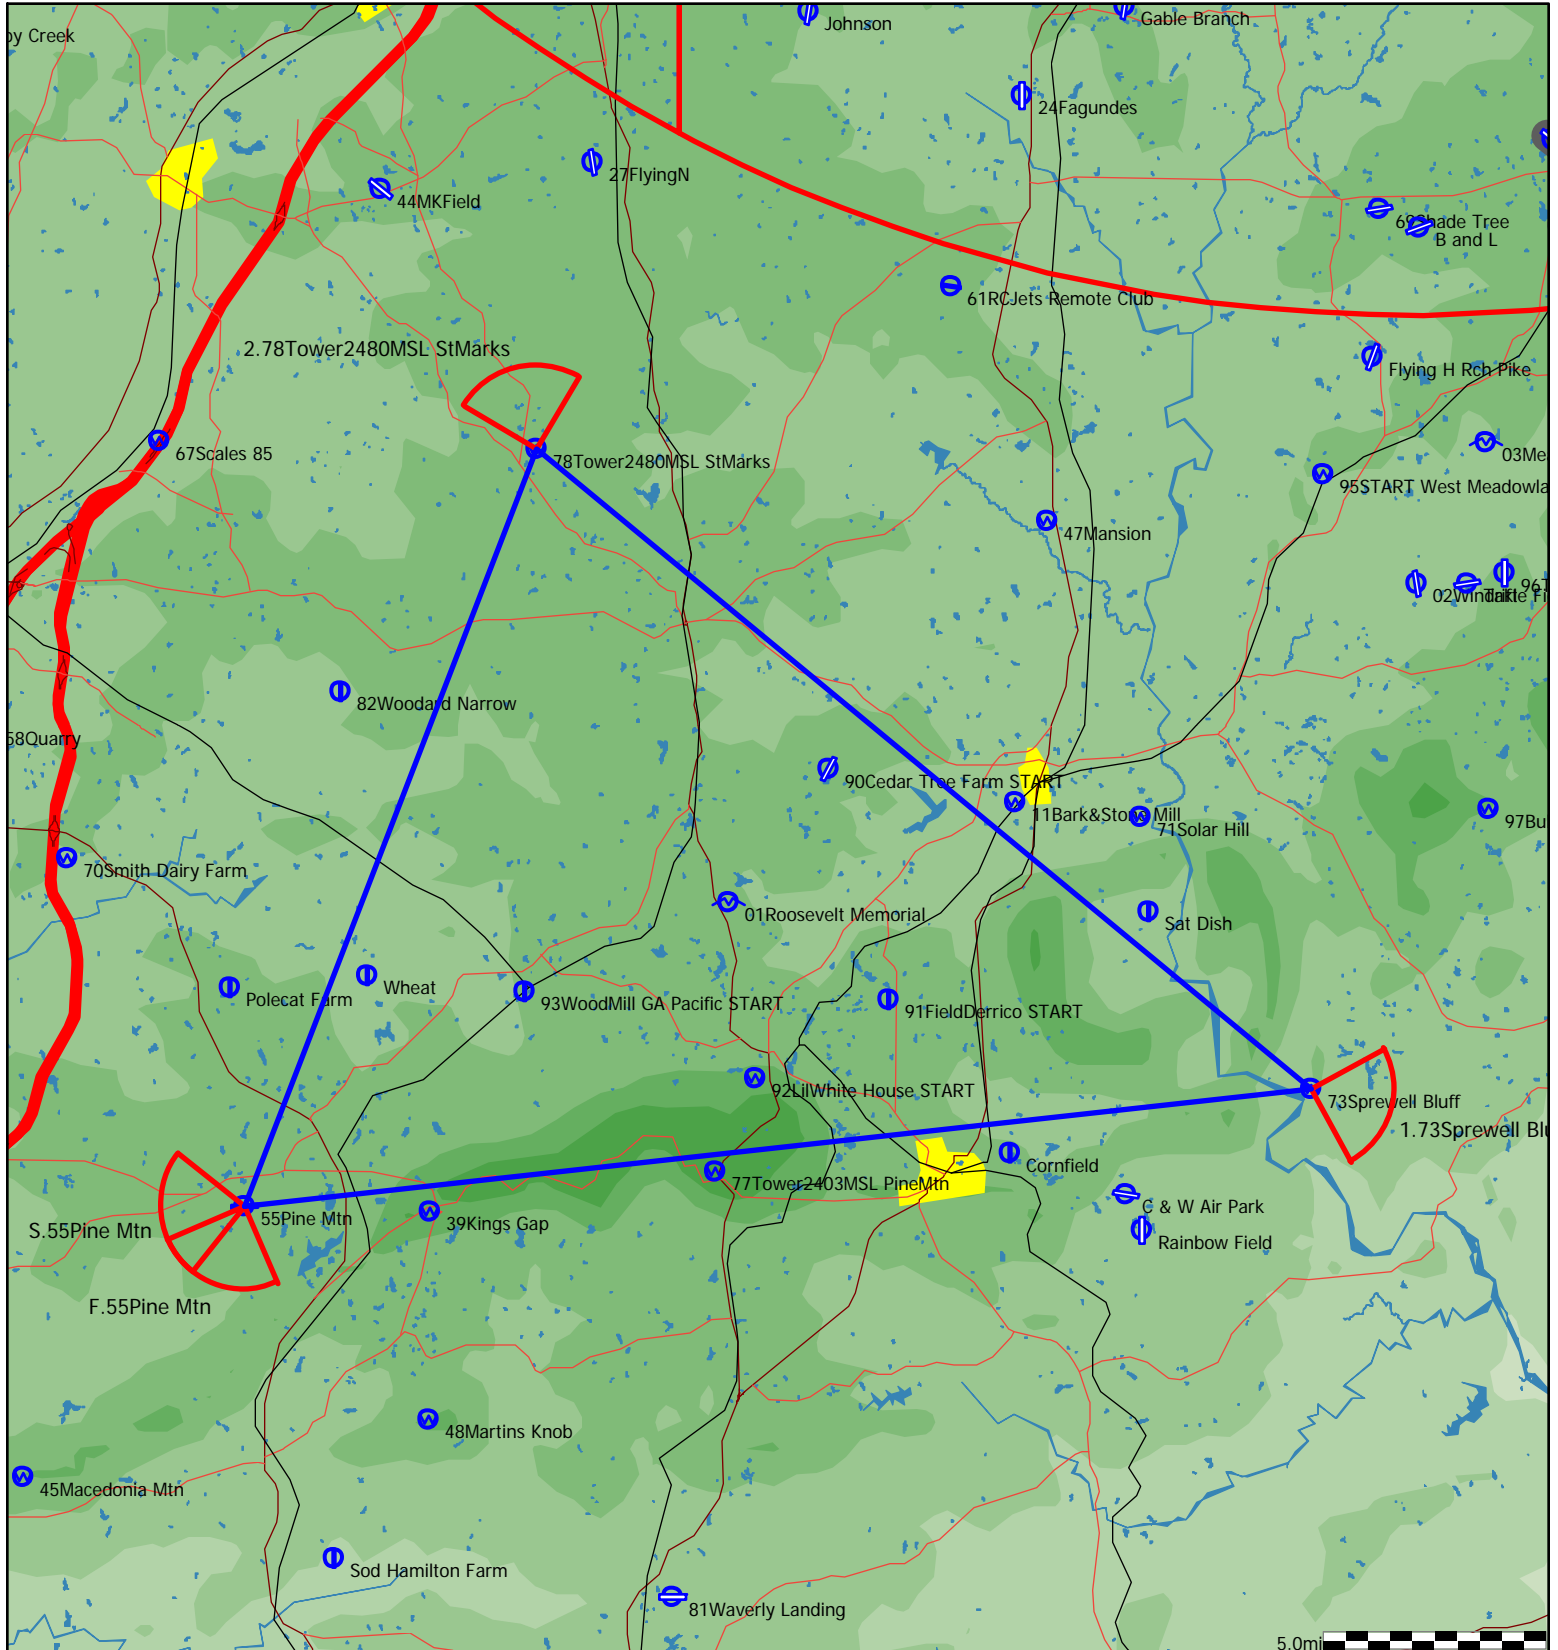 Johnson
Gable Branch
by Creek
24Fagundes
27FlyingN
44MKField
69Shade Tree
B and L
61RCJets Remote Club
2.78Tower2480MSL StMarks
Flying H Rch Pike
67Scales 85
78Tower2480MSL StMarks
03Me
95START West Meadowla
47Mansion
02Windrift
96T
82Woodard Narrow
58Quarry
90Cedar Tree Farm START
11Bark&Stone Mill
97Bu
71Solar Hill
70Smith Dairy Farm
01Roosevelt Memorial
Sat Dish
Wheat
Polecat Farm
93WoodMill GA Pacific START
91FieldDerrico START
92LilWhite House START
73Sprewell Bluff
1.73Sprewell Blu
Cornfield
77Tower2403MSL PineMtn
C & W Air Park
55Pine Mtn
39Kings Gap
S.55Pine Mtn
Rainbow Field
F.55Pine Mtn
48Martins Knob
45Macedonia Mtn
Sod Hamilton Farm
81Waverly Landing
5.0mi